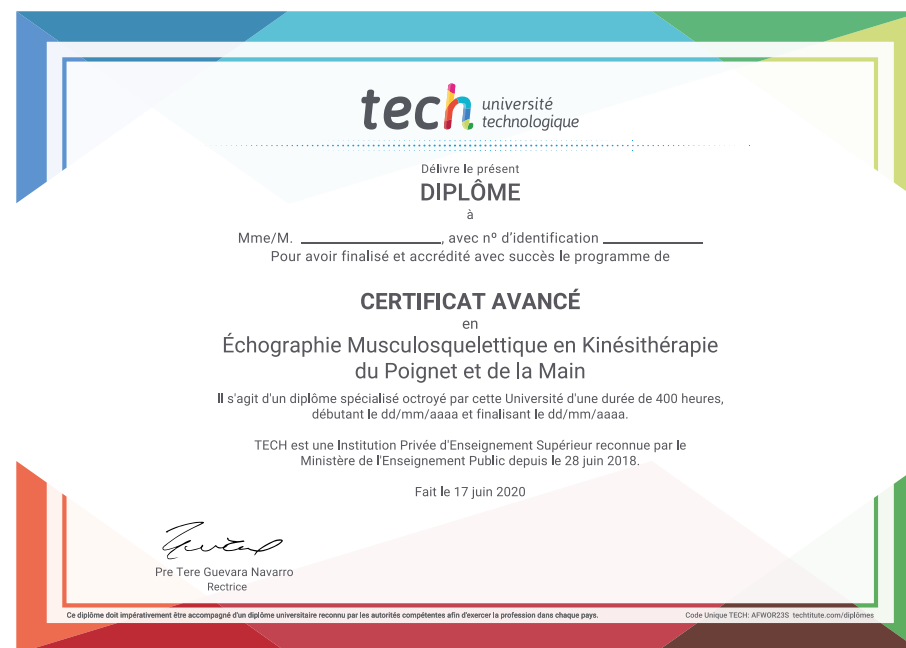 tech université
technologique
Délivre le présent
DIPLÔME
à
Mme/M. ____________________, avec nº d'identification ______________
Pour avoir finalisé et accrédité avec succès le programme de
CERTIFICAT AVANCÉ
en
Échographie Musculosquelettique en Kinésithérapie
du Poignet et de la Main
Il s'agit d'un diplôme spécialisé octroyé par cette Université d'une durée de 400 heures,
débutant le dd/mm/aaaa et finalisant le dd/mm/aaaa.
TECH est une Institution Privée d'Enseignement Supérieur reconnue par le
Ministère de l'Enseignement Public depuis le 28 juin 2018.
Fait le 17 juin 2020
Pre Tere Guevara Navarro
Rectrice
Ce diplôme doit impérativement être accompagné d'un diplôme universitaire reconnu par les autorités compétentes afin d'exercer la profession dans chaque pays.
Code Unique TECH: AFWOR23S techtitute.com/diplômes